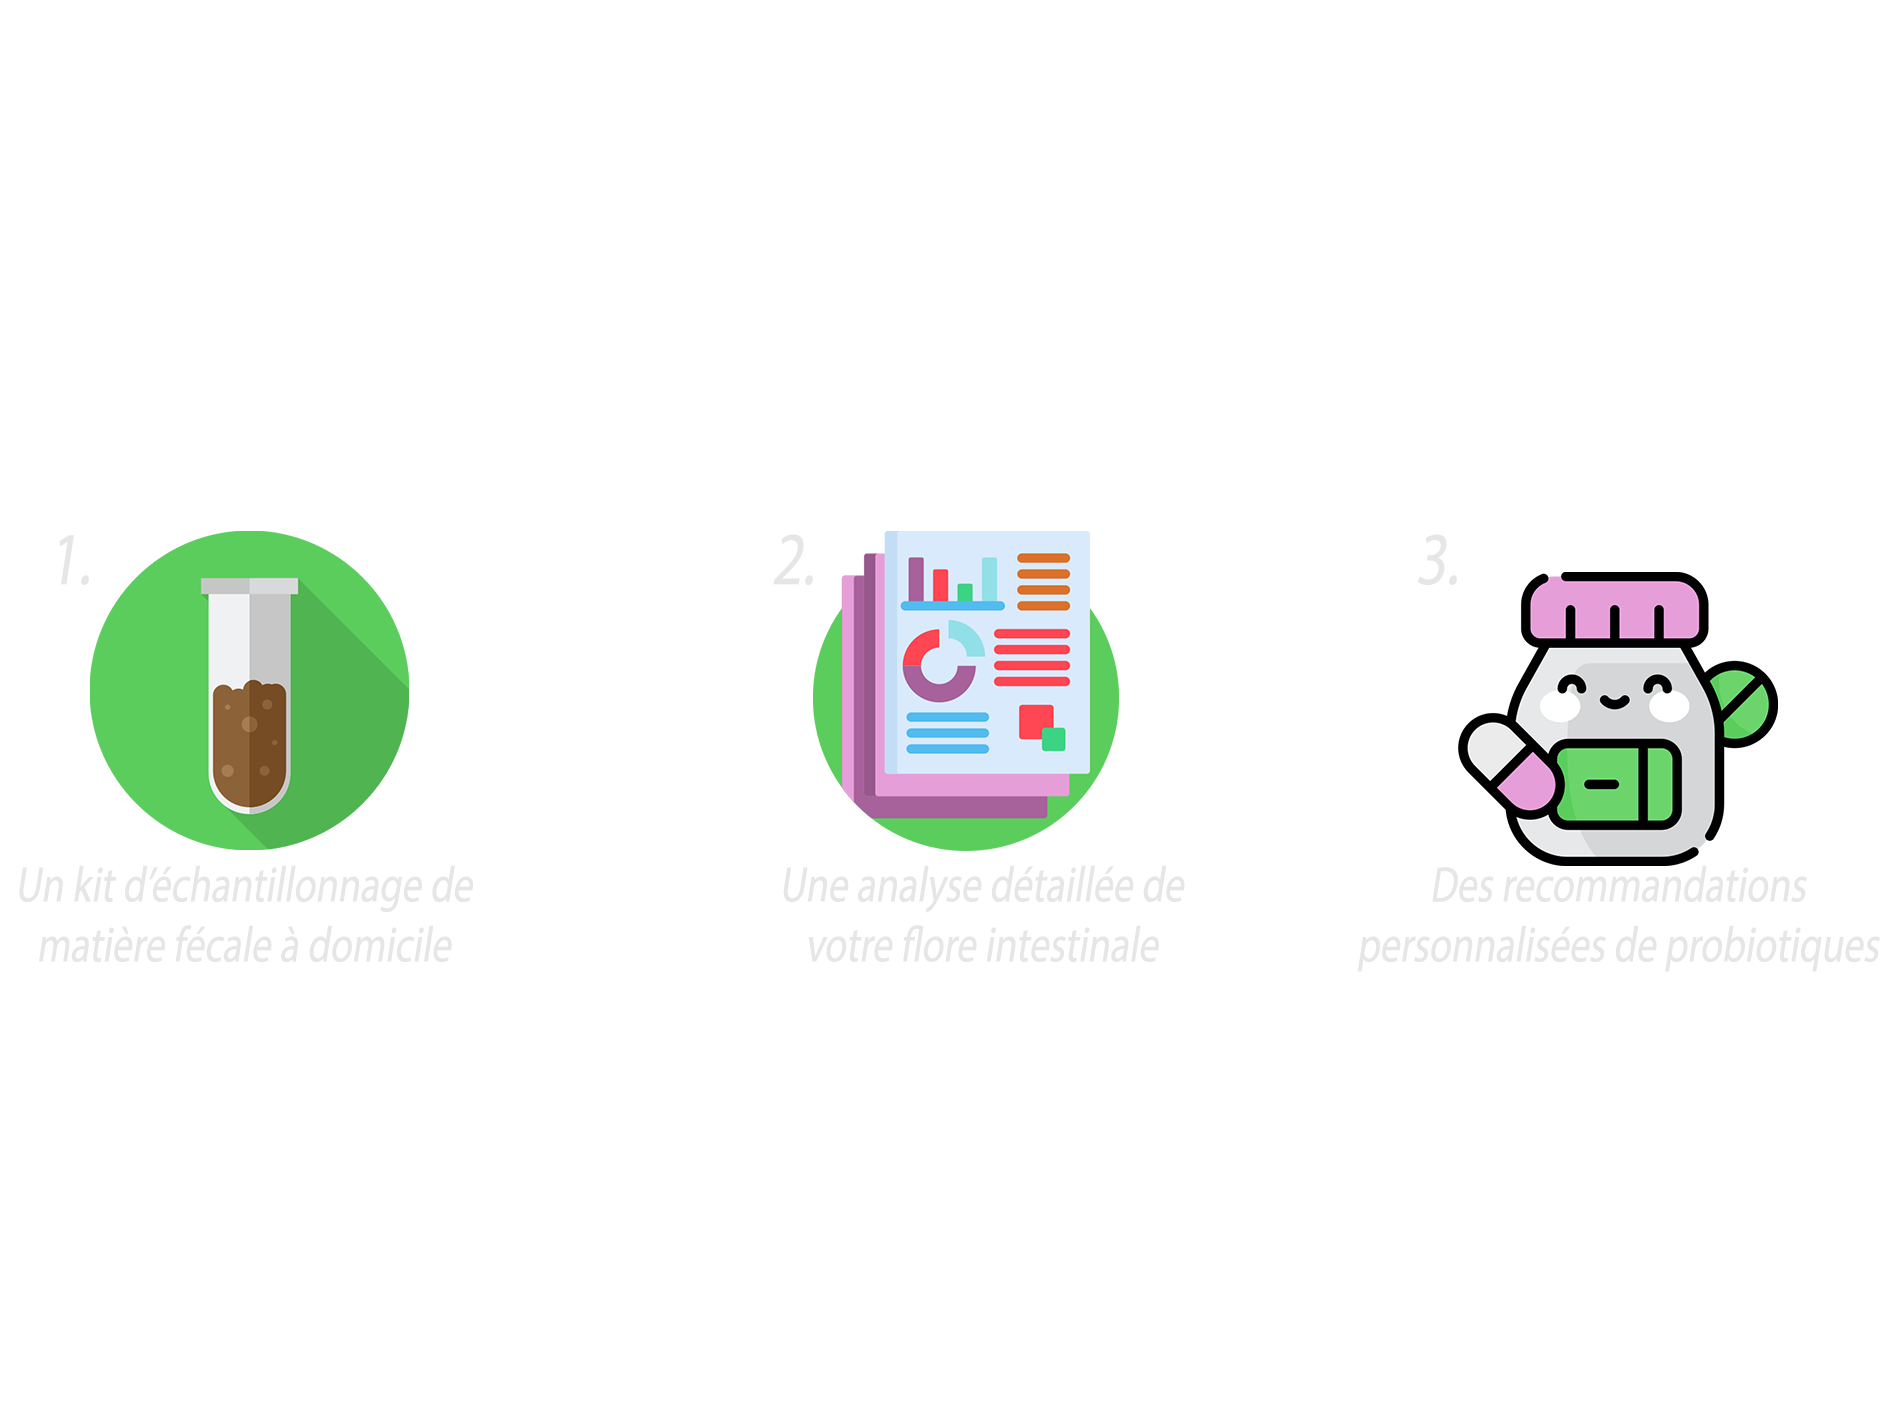 1.
Un kit d’échantillonnage de
matière fécale à domicile
2.
Une analyse détaillée de
votre flore intestinale
3.
Des recommandations
personnalisées de probiotiques